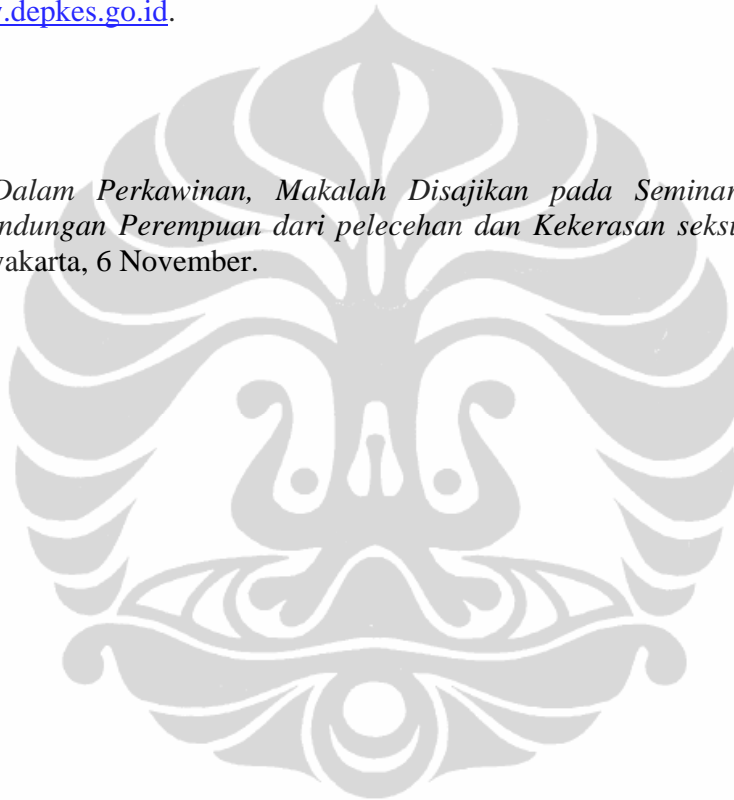 .depkes.go.id.
Dalam Perkawinan, Makalah Disajikan pada Seminar
ndungan Perempuan dari pelecehan dan Kekerasan seksu
yakarta, 6 November.